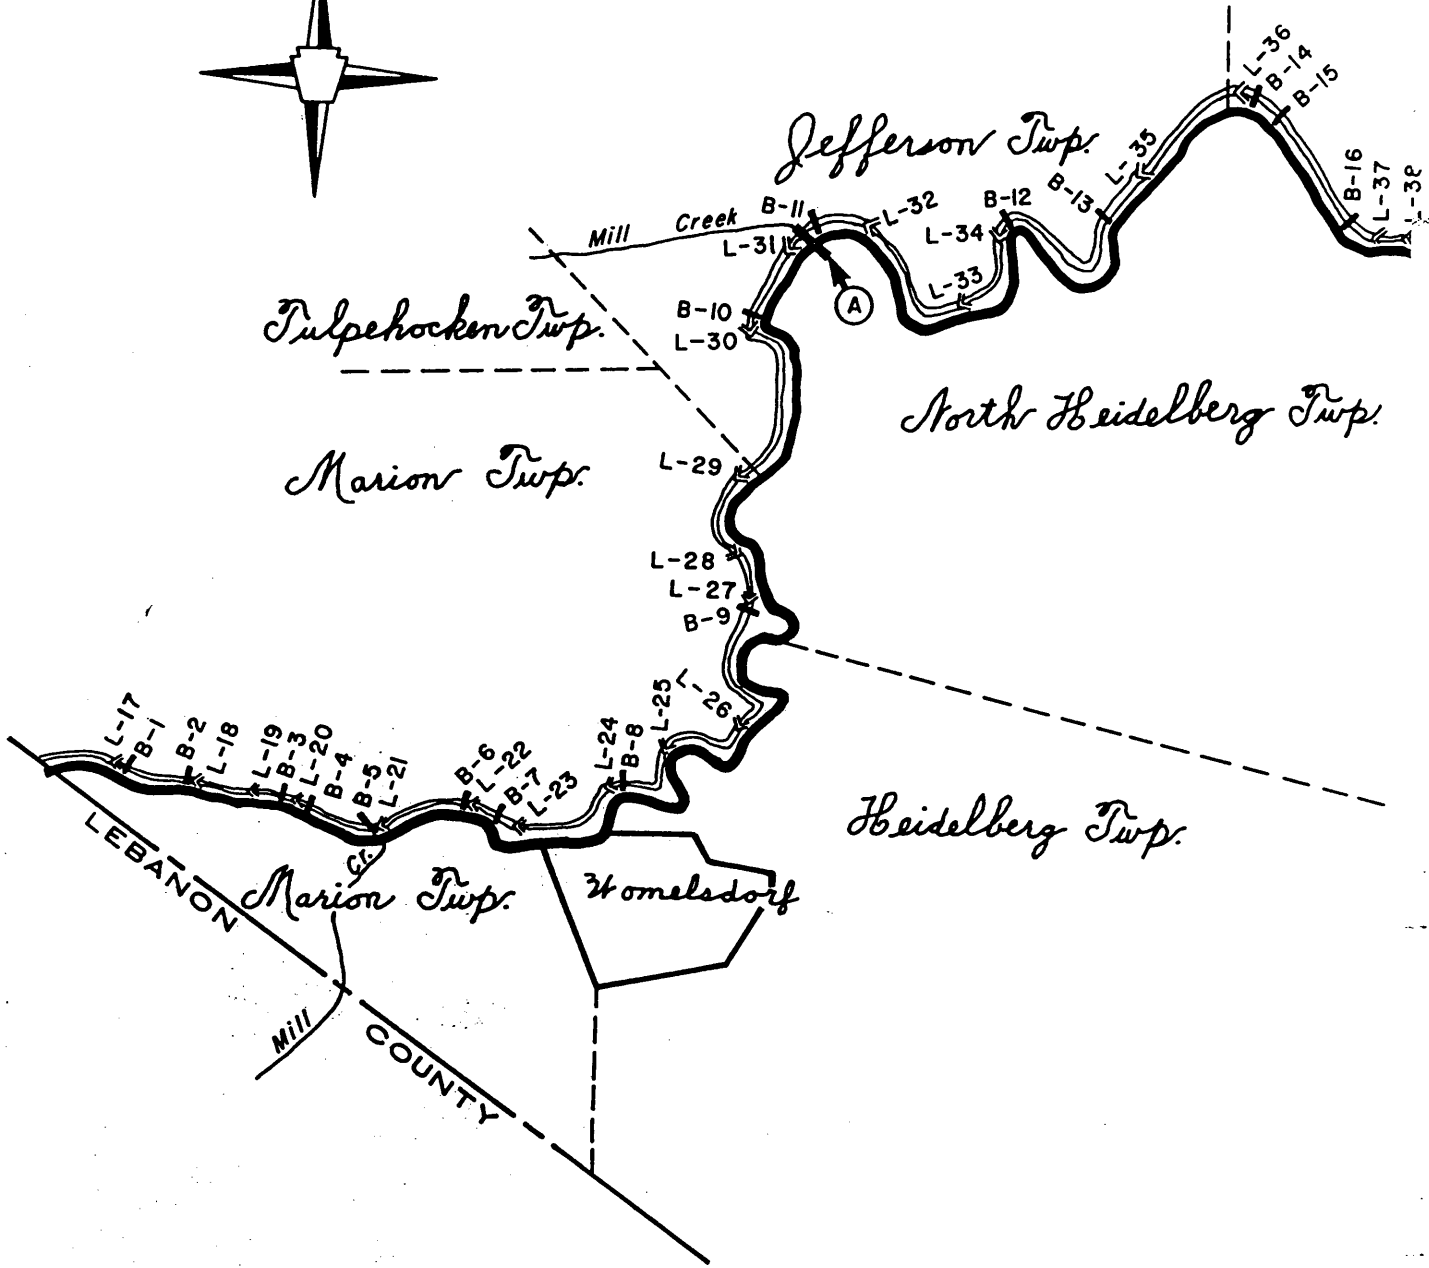 L-36
B-14
B-15
Jefferson Twp.
L-35
B-16
L-37
L-38
B-13
B-12
L-32
B-11
Mill Creek
L-34
L-31
L-33
A
B-10
Tulpehocken Twp.
L-30
North Heidelberg Twp.
L-29
Marion Twp.
L-28
L-27
B-9
L-26
L-25
L-17
B-1
B-2
L-18
L-19
B-3
L-20
B-4
B-5
L-21
B-6
L-22
B-7
L-23
L-24
B-8
Heidelberg Twp.
LEBANON COUNTY
Mill Cr.
Marion Twp.
Womelsdorf